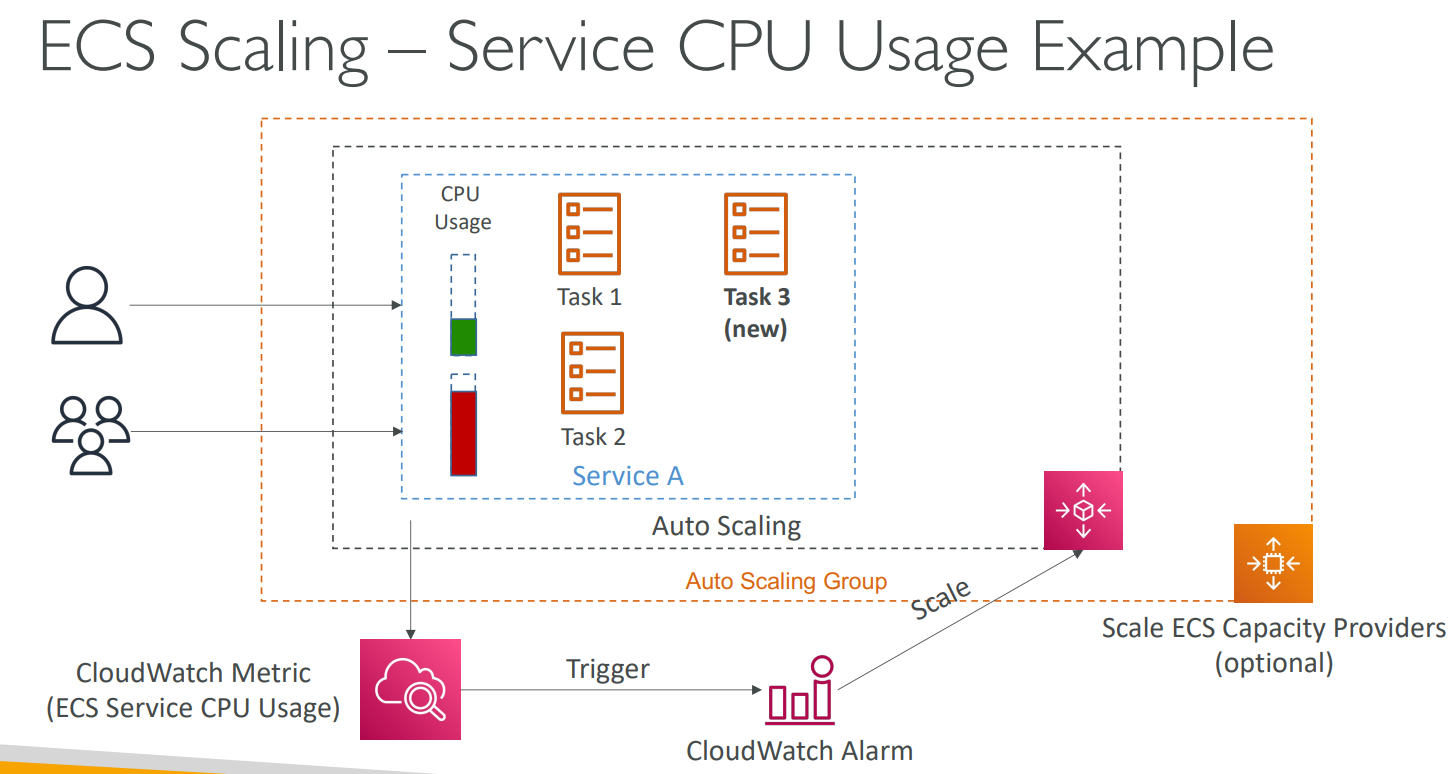 ECS Scaling – Service CPU Usage Example
CPU
Usage
Task 1
Task 3
(new)
Task 2
Service A
Auto Scaling
Auto Scaling Group
Scale
Scale ECS Capacity Providers
(optional)
CloudWatch Metric
(ECS Service CPU Usage)
Trigger
CloudWatch Alarm